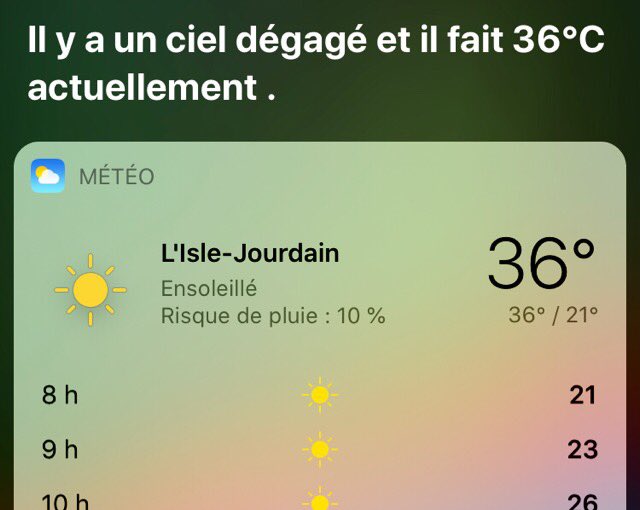 Il y a un ciel dégagé et il fait 36°C
actuellement .
MÉTÉO
L'Isle-Jourdain
36°
Ensoleillé
Risque de pluie : 10 %
36° / 21°
8 h 21
9 h 23
10 h 26